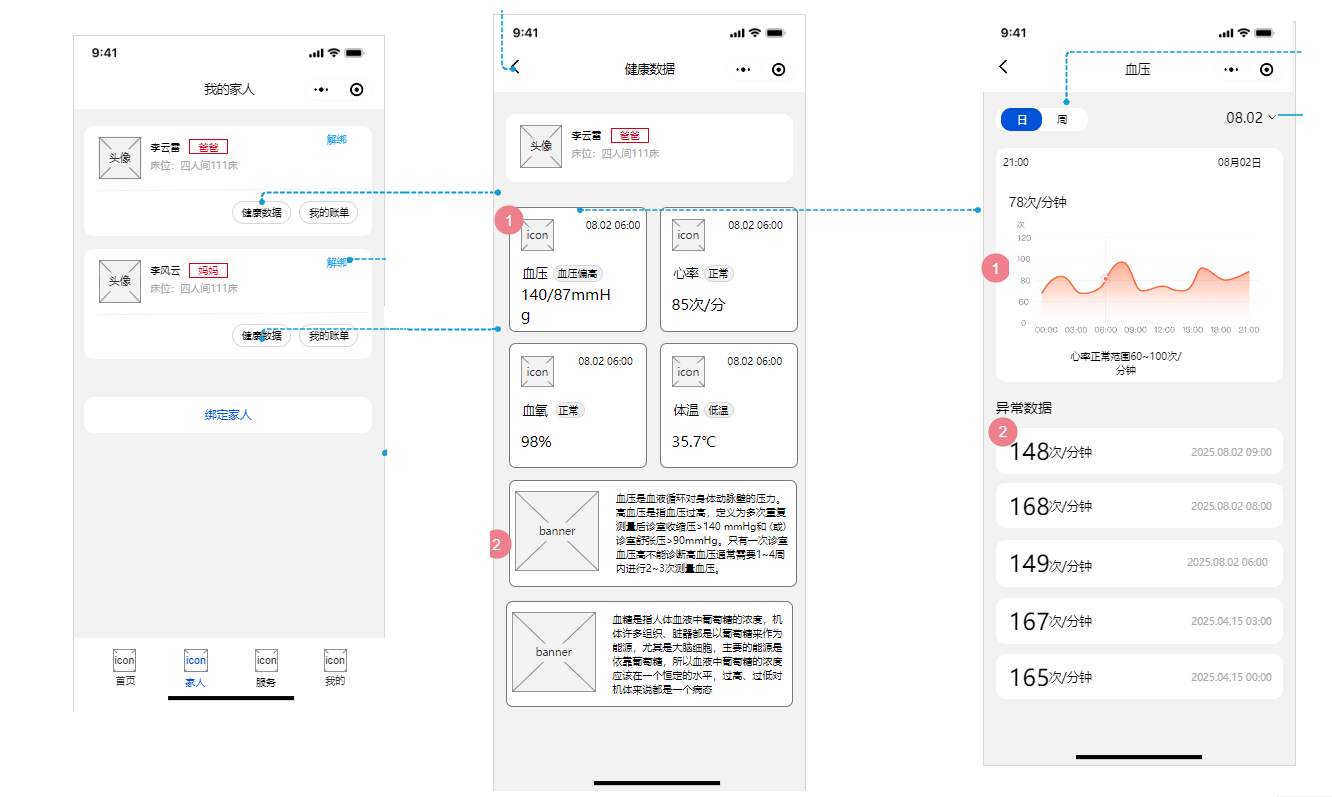 9:41
我的家人
头像
李云雷
爸爸
解绑
床位：四人间111床
健康数据
我的账单
头像
李风云
妈妈
解绑
床位：四人间111床
健康数据
我的账单
绑定家人
icon
icon
icon
icon
首页
家人
服务
我的
9:41
健康数据
头像
李云雷
爸爸
床位：四人间111床
1
icon
08.02 06:00
血压
血压偏高
140/87mmH
g
icon
08.02 06:00
心率
正常
85次/分
icon
08.02 06:00
血氧
正常
98%
icon
08.02 06:00
体温
低温
35.7℃
2
banner
血压是血液循环对身体动脉壁的压力。
高血压是指血压过高，定义为多次重复
测量后诊室收缩压>140 mmHg和 (或)
诊室舒张压>90mmHg。只有一次诊室
血压高不能诊断高血压通常需要1~4周
内进行2~3次测量血压。
banner
血糖是指人体血液中葡萄糖的浓度，机
体许多组织、脏器都是以葡萄糖来作为
能源，尤其是大脑细胞，主要的能源是
依靠葡萄糖，所以血液中葡萄糖的浓度
应该在一个恒定的水平，过高、过低对
机体来说都是一个病态
9:41
血压
日
周
08.02
21:00
08月02日
78次/分钟
次
120
100
80
60
0
00:00 03:00 06:00 09:00 12:00 15:00 18:00 21:00
1
心率正常范围60~100次/
分钟
异常数据
2
148次/分钟
2025.08.02 09:00
168次/分钟
2025.08.02 08:00
149次/分钟
2025.08.02 06:00
167次/分钟
2025.04.15 03:00
165次/分钟
2025.04.15 00:00